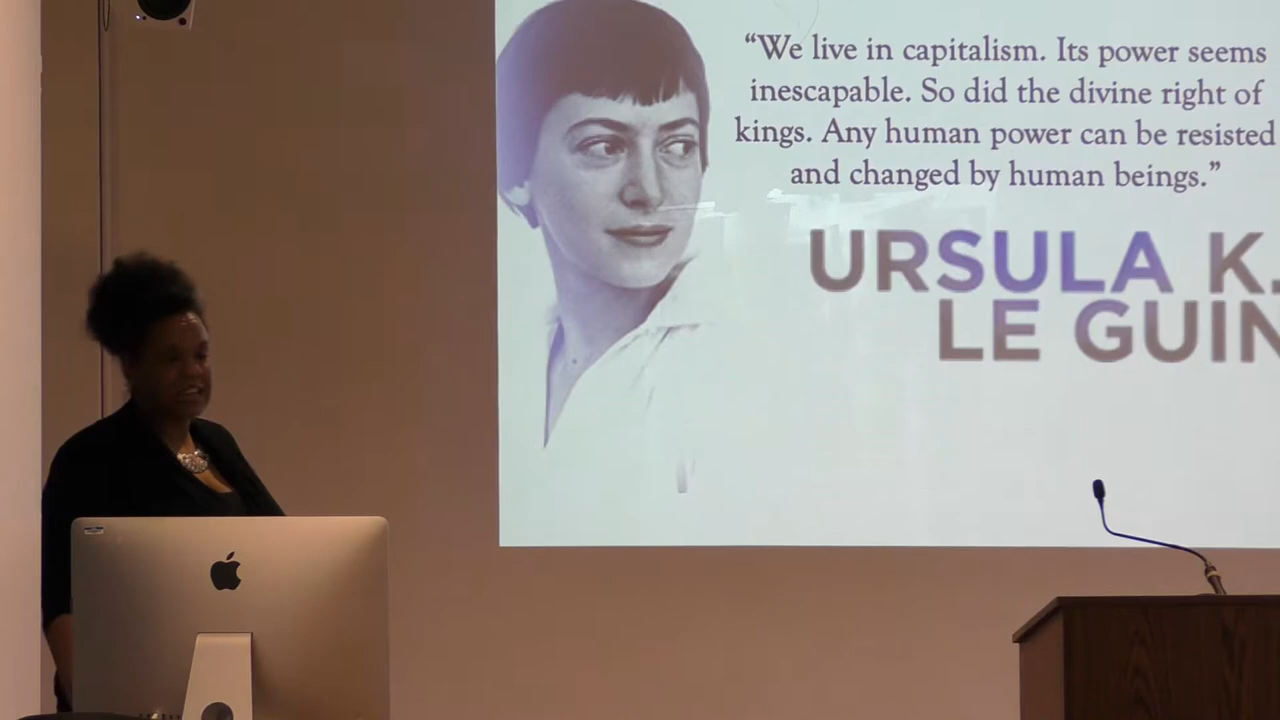 “We live in capitalism. Its power seems
inescapable. So did the divine right of
kings. Any human power can be resisted
and changed by human beings.”
URSULA K.
LE GUIN